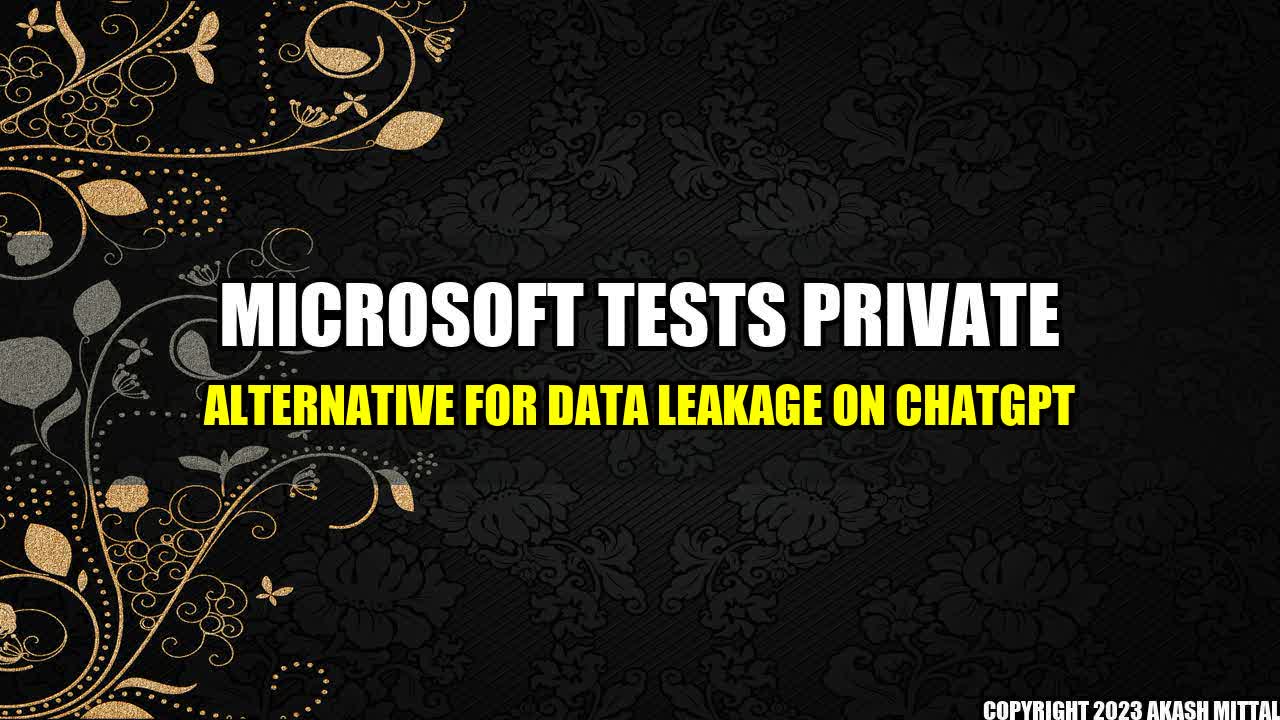 MICROSOFT TESTS PRIVATE
ALTERNATIVE FOR DATA LEAKAGE ON CHATGPT
COPYRIGHT 2023 AKASH MITTAL